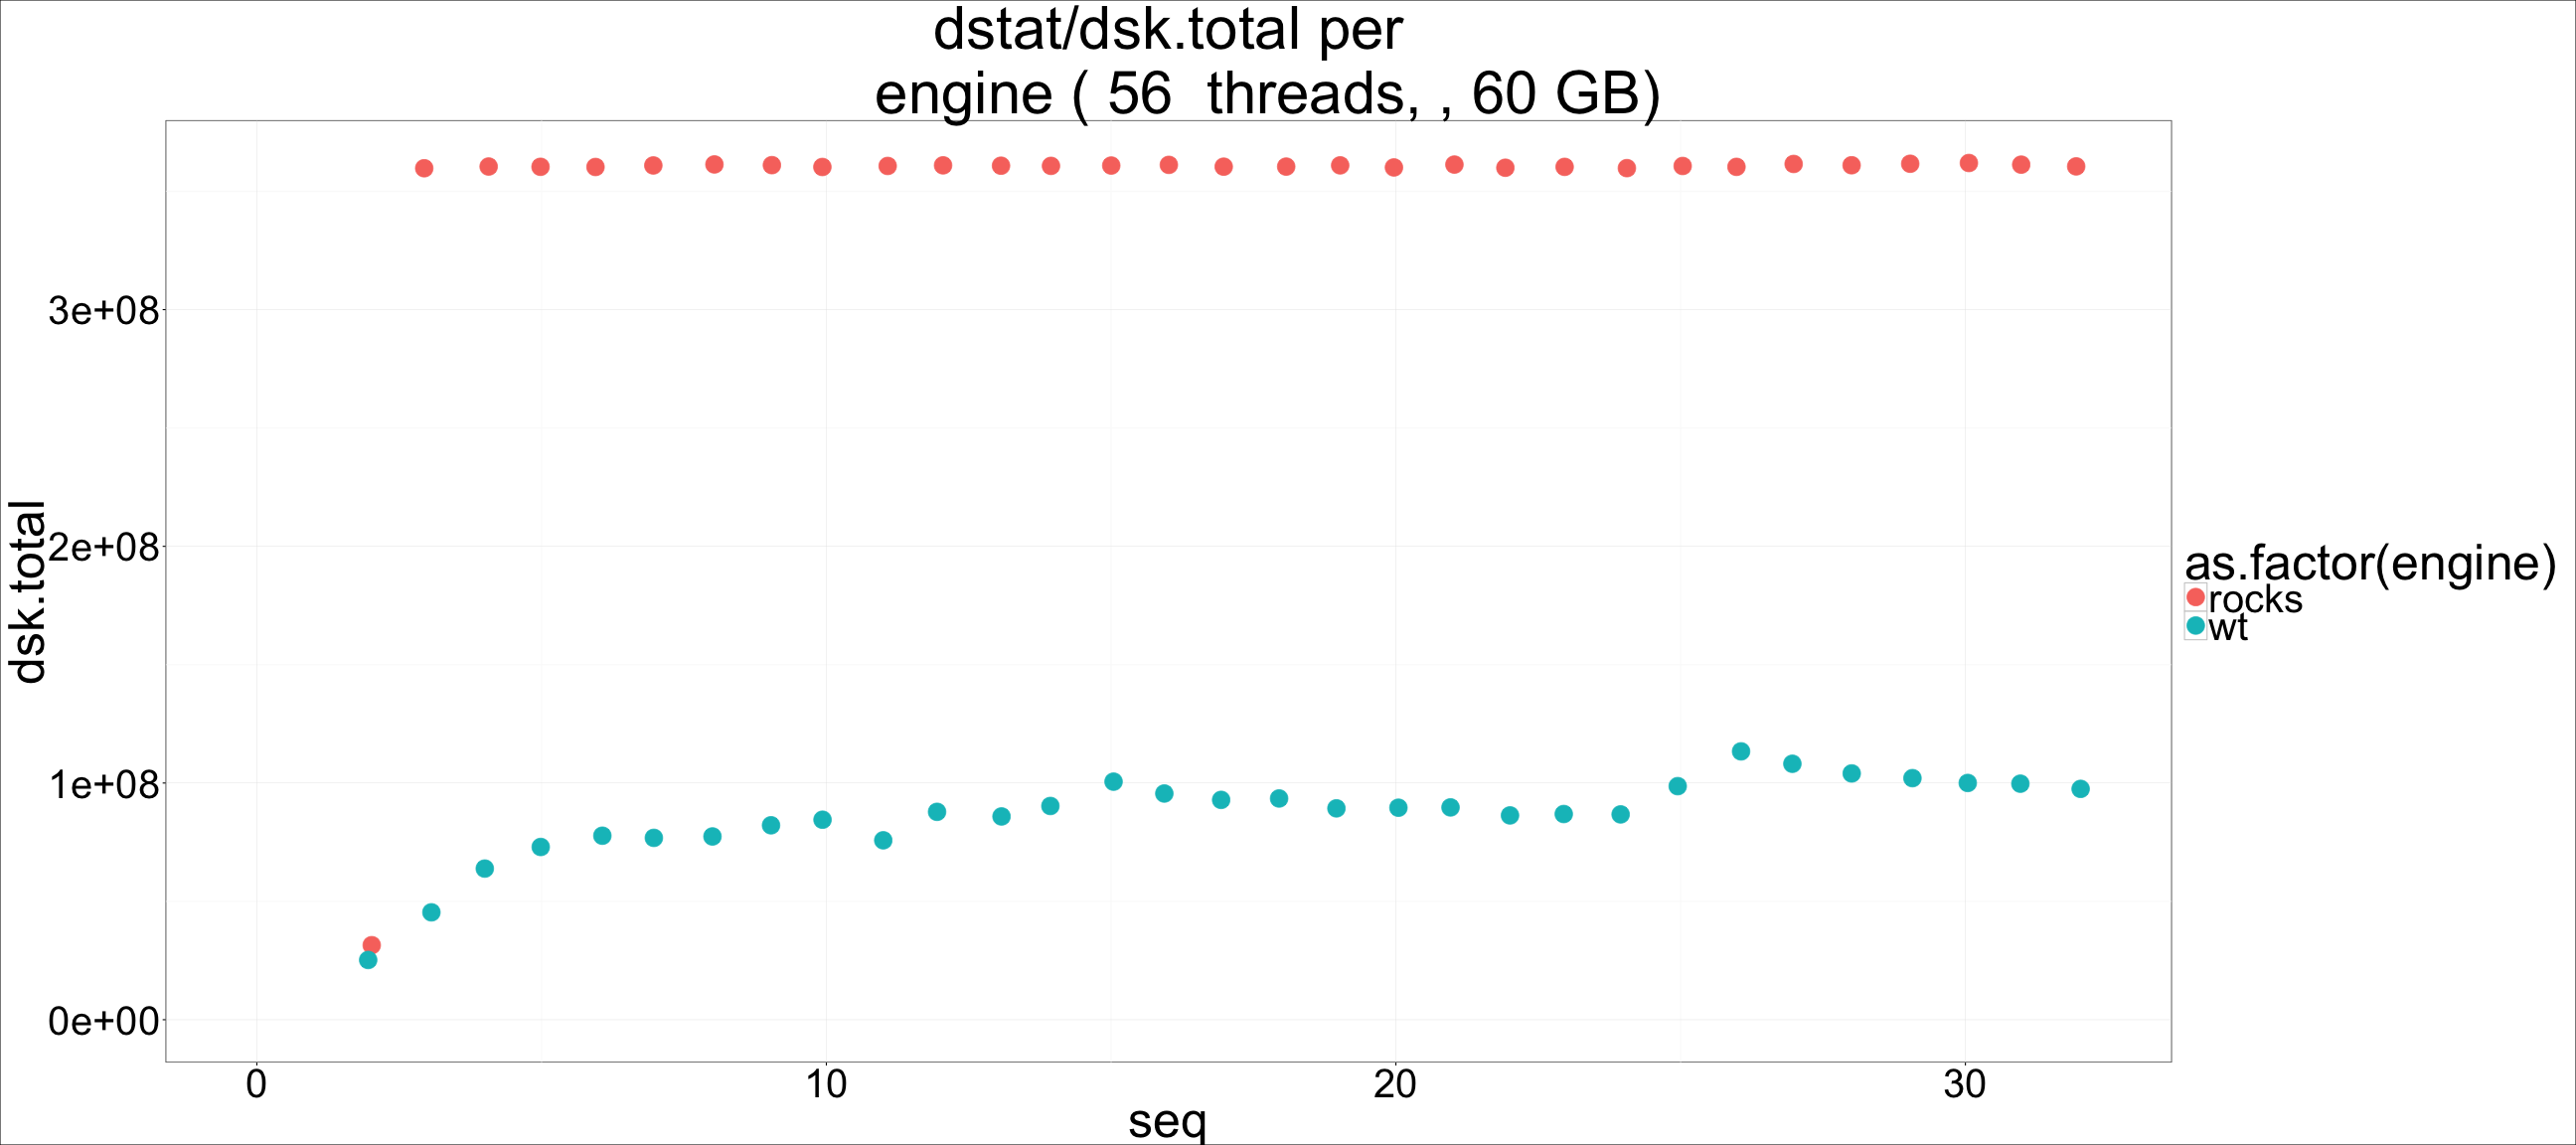 dstat/dsk.total per
engine ( 56  threads, , 60 GB)
dsk.total
3e+08
2e+08
1e+08
0e+00
0
10
20
30
seq
as.factor(engine)
rocks
wt